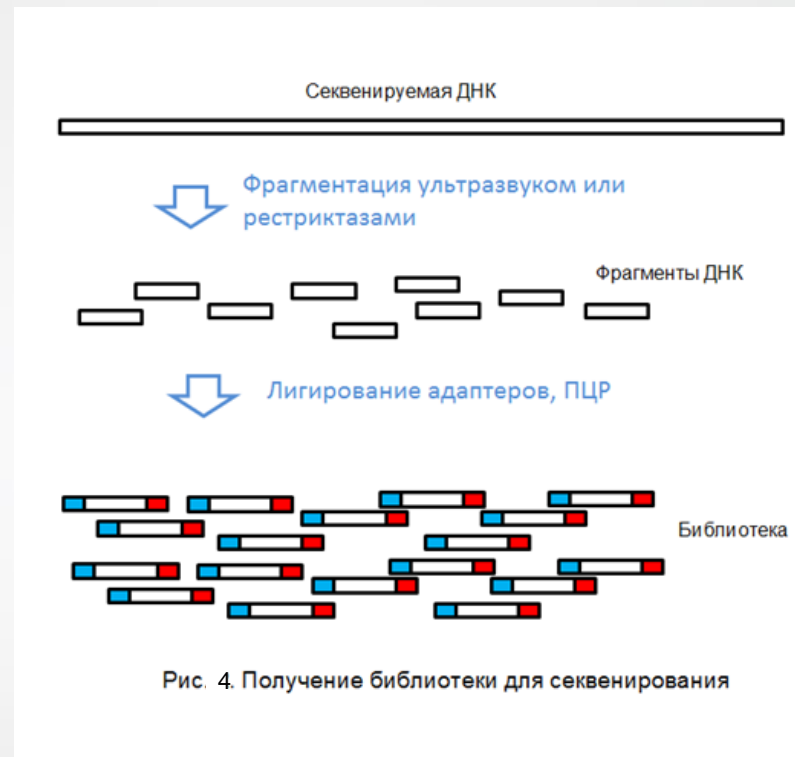 Секвенируемая ДНК
Фрагментация ультразвуком или
рестриктазами
Фрагменты ДНК
Лигирование адаптеров, ПЦР
Библиотека
Рис. 4. Получение библиотеки для секвенирования